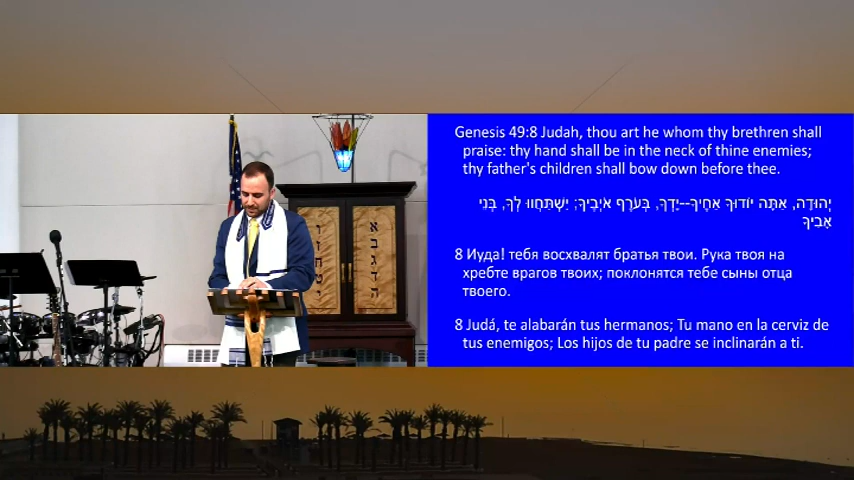 Genesis 49:8 Judah, thou art he whom thy brethren shall
praise: thy hand shall be in the neck of thine enemies;
thy father's children shall bow down before thee.
יְהוּדָה, אַתָּה יוֹדוּךָ אַחֶיךָ--יָדְךָ, בְּעֹרֶף אֹיְבֶיךָ; יִשְׁתַּחֲווּ לְךָ, בְּנֵי
אָבִיךָ
8 Иуда! тебя восхвалят братья твои. Рука твоя на
хребте врагов твоих; поклонятся тебе сыны отца
твоего.
8 Judá, te alabarán tus hermanos; Tu mano en la cerviz de
tus enemigos; Los hijos de tu padre se inclinarán a ti.
א
ב
ג
ד
ה
ו
ז
ח
ט
י